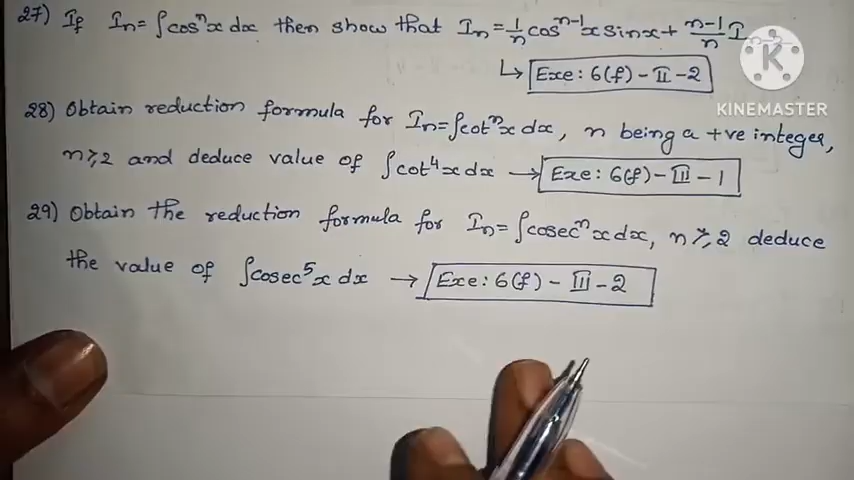 27) If Iₙ = ∫cosⁿx dx then show that Iₙ = 1/n cosⁿ⁻¹x sinx + n-1/n I
↳ Exe: 6(f) - II - 2
28) Obtain reduction formula for Iₙ = ∫cotⁿx dx, n being a +ve integer,
n ≥ 2 and deduce value of ∫cot⁴x dx → Exe: 6(f) - II - 1
29) Obtain the reduction formula for Iₙ = ∫cosecⁿx dx, n ≥ 2 deduce
the value of ∫cosec⁵x dx → Exe: 6(f) - III - 2
KINEMASTER